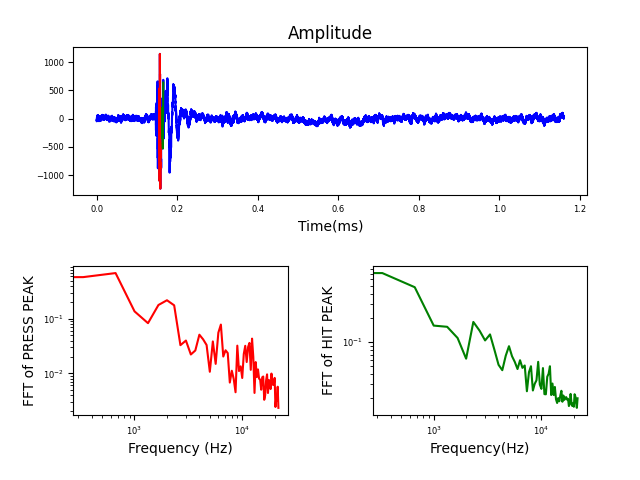 Amplitude
1000
500
0
−500
−1000
0.0 0.2 0.4 0.6 0.8 1.0 1.2
Time(ms)
FFT of PRESS PEAK
10⁻¹
10⁻²
10³ 10⁴
Frequency (Hz)
FFT of HIT PEAK
10⁻¹
10³ 10⁴
Frequency(Hz)